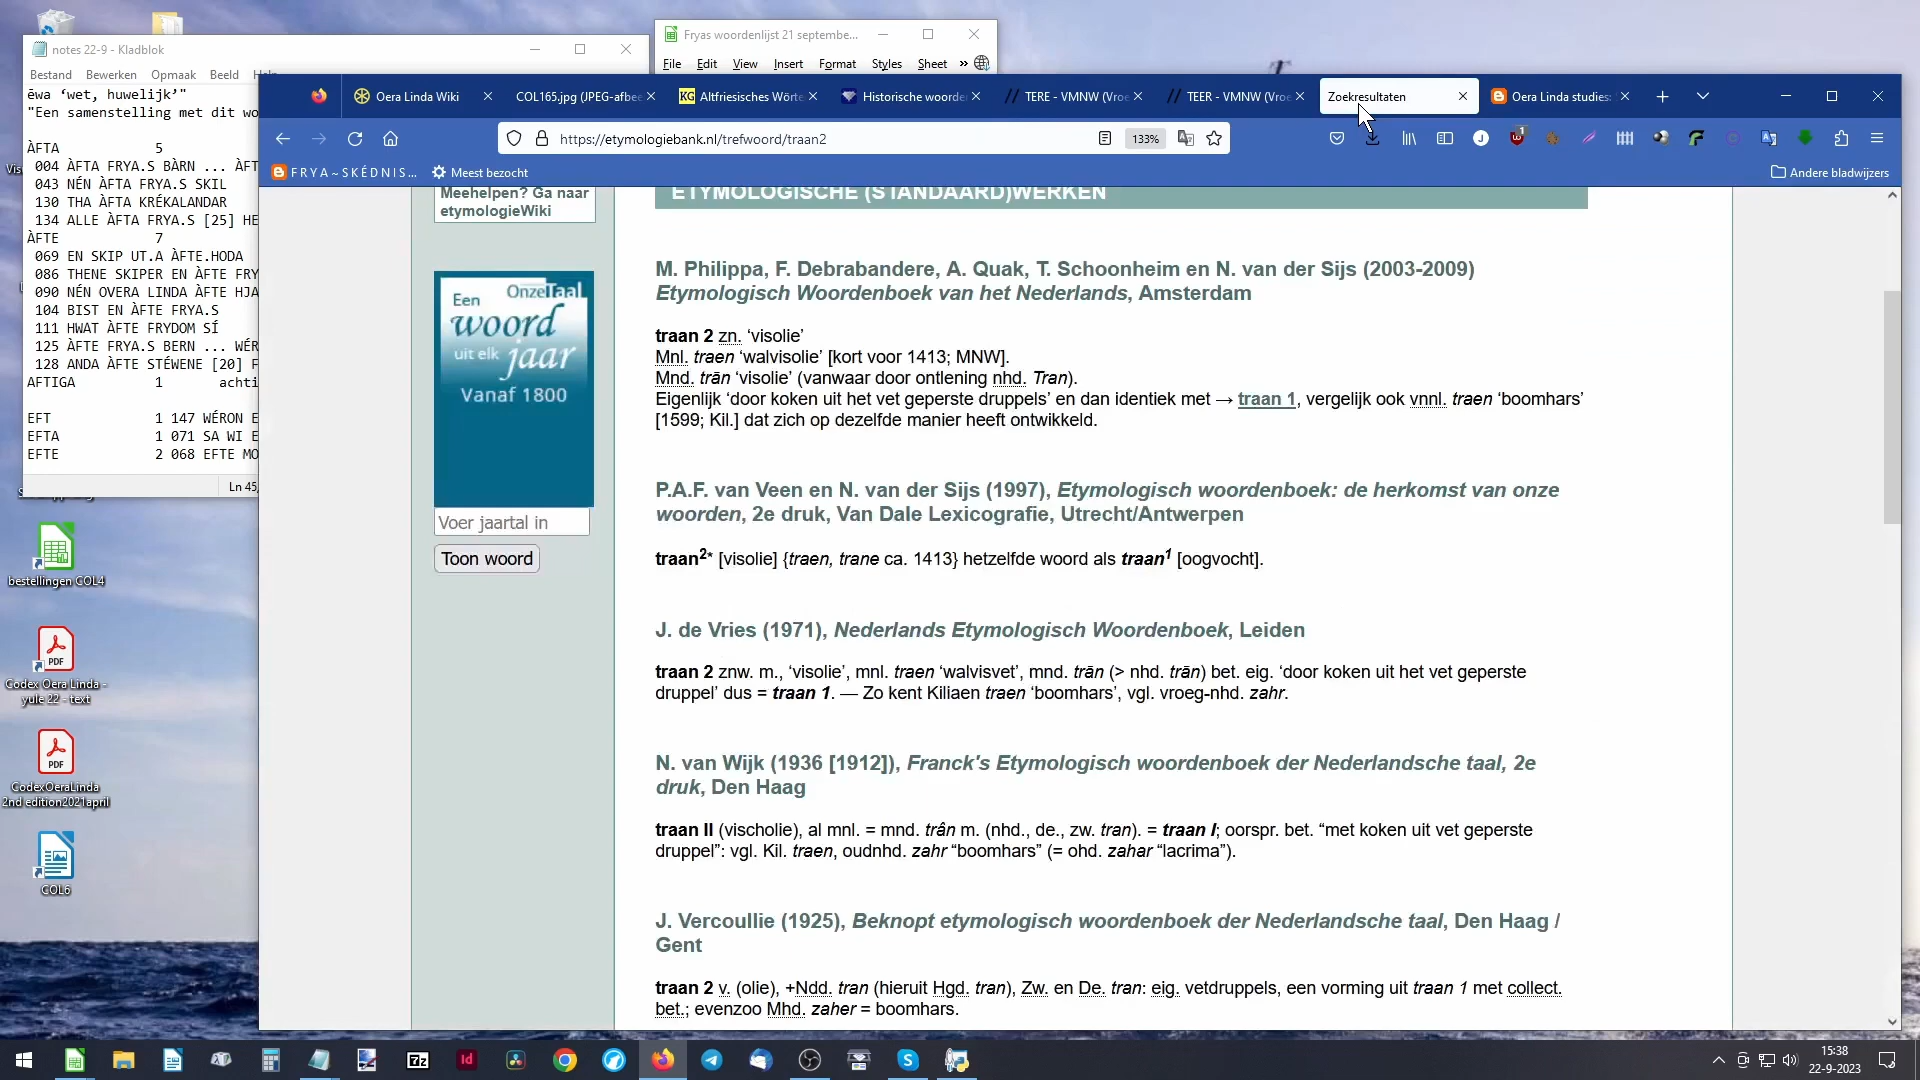 notes 22-9 - Kladblok
Bestand Bewerken Opmaak Beeld Help
ēwa ‘wet, huwelijk’"
"Een samenstelling met dit wo
ÀFTA 5
004 ÀFTA FRYA.S BÀRN ... ÀFT
043 NÉN ÀFTA FRYA.S SKIL
130 THA ÀFTA KRÉKALANDAR
134 ALLE ÀFTA FRYA.S [25] HE
ÀFTE 7
069 EN SKIP UT.A ÀFTE.HODA
086 THENE SKIPER EN ÀFTE FRY
090 NÉN OVERA LINDA ÀFTE HJA
104 BIST EN ÀFTE FRYA.S
111 HWAT ÀFTE FRYDOM SÍ
125 ÀFTE FRYA.S BERN ... WÉR
128 ANDA ÀFTE STÉWENE [20] F
AFTIGA 1 achti
EFT 1 147 WÉRON E
EFTA 1 071 SA WI E
EFTE 2 068 EFTE MO
Ln 45,
Fryas woordenlijst 21 septembe...
File Edit View Insert Format Styles Sheet »
Oera Linda Wiki
COL165.jpg (JPEG-afbee
KG Altfriesisches Wörte
Historische woorde
TERE - VMNW (Vroe
TEER - VMNW (Vroe
Zoekresultaten
Oera Linda studies:
https://etymologiebank.nl/trefwoord/traan2
133%
F R Y A ~ S K É D N I S...
Meest bezocht
Andere bladwijzers
Meehelpen? Ga naar
etymologieWiki
Een OnzeTaal
woord
uit elk jaar
Vanaf 1800
Voer jaartal in
Toon woord
ETYMOLOGISCHE (STANDAARD)WERKEN
M. Philippa, F. Debrabandere, A. Quak, T. Schoonheim en N. van der Sijs (2003-2009)
Etymologisch Woordenboek van het Nederlands, Amsterdam
traan 2 zn. ‘visolie’
Mnl. traen ‘walvisolie’ [kort voor 1413; MNW].
Mnd. trān ‘visolie’ (vanwaar door ontlening nhd. Tran).
Eigenlijk ‘door koken uit het vet geperste druppels’ en dan identiek met → traan 1, vergelijk ook vnnl. traen ‘boomhars’
[1599; Kil.] dat zich op dezelfde manier heeft ontwikkeld.
P.A.F. van Veen en N. van der Sijs (1997), Etymologisch woordenboek: de herkomst van onze
woorden, 2e druk, Van Dale Lexicografie, Utrecht/Antwerpen
traan2* [visolie] {traen, trane ca. 1413} hetzelfde woord als traan1 [oogvocht].
J. de Vries (1971), Nederlands Etymologisch Woordenboek, Leiden
traan 2 znw. m., ‘visolie’, mnl. traen ‘walvisvet’, mnd. trān (> nhd. trān) bet. eig. ‘door koken uit het vet geperste
druppel’ dus = traan 1. — Zo kent Kiliaen traen ‘boomhars’, vgl. vroeg-nhd. zahr.
N. van Wijk (1936 [1912]), Franck's Etymologisch woordenboek der Nederlandsche taal, 2e
druk, Den Haag
traan II (vischolie), al mnl. = mnd. trân m. (nhd., de., zw. tran). = traan I; oorspr. bet. “met koken uit vet geperste
druppel”: vgl. Kil. traen, oudnhd. zahr “boomhars” (= ohd. zahar “lacrima”).
J. Vercoullie (1925), Beknopt etymologisch woordenboek der Nederlandsche taal, Den Haag /
Gent
traan 2 v. (olie), +Ndd. tran (hieruit Hgd. tran), Zw. en De. tran: eig. vetdruppels, een vorming uit traan 1 met collect.
bet.; evenzoo Mhd. zaher = boomhars.
bestellingen COL4
PDF
Codex Oera Linda -
yule 22 - text
PDF
CodexOeraLinda
2nd edition2021april
COL6
7z
Id
15:38
22-9-2023